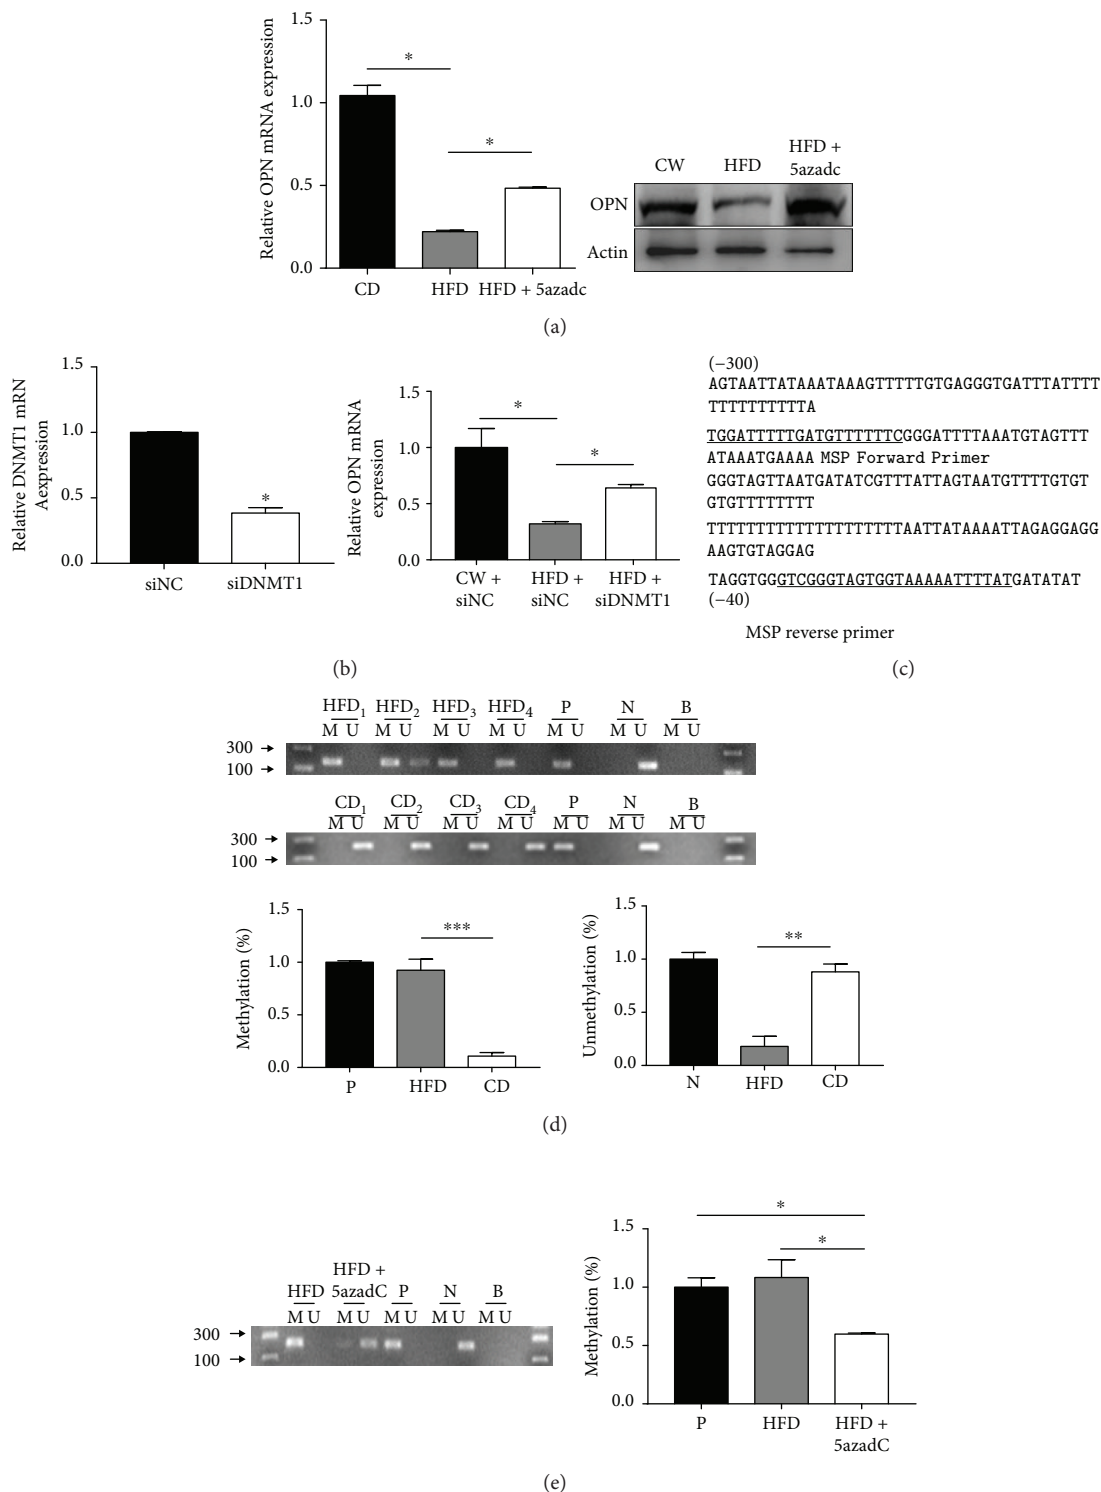 1.5
1.0
0.5
0.0
Relative OPN mRNA expression
*
*
CD
HFD
HFD + 5azadc
CW
HFD
HFD +
5azadc
OPN
Actin
(a)
1.5
1.0
0.5
0.0
Relative DNMT1 mRN
Aexpression
*
siNC
siDNMT1
1.5
1.0
0.5
0.0
Relative OPN mRNA
expression
*
*
CW +
siNC
HFD +
siNC
HFD +
siDNMT1
(b)
(−300)
AGTAATTATAAATAAAGTTTTTGTGAGGGTGATTTATTTT
TTTTTTTTTTTA
TGGATTTTTGATGTTTTTTCGGGATTTTAAATGTAGTTT
ATAAATGAAAA MSP Forward Primer
GGGTAGTTAATGATATCGTTTATTAGTAATGTTTTGTGT
GTGTTTTTTTT
TTTTTTTTTTTTTTTTTTTTTAATTATAAAATTAGAGGAGG
AAGTGTAGGAG
TAGGTGGGTCGGGTAGTGGTAAAAATTTTATGATATAT
(−40)
MSP reverse primer
(c)
HFD1 HFD2 HFD3 HFD4 P N B
M U M U M U M U M U M U M U
300
100
CD1 CD2 CD3 CD4 P N B
M U M U M U M U M U M U M U
300
100
1.5
1.0
0.5
0.0
Methylation (%)
***
P
HFD
CD
1.5
1.0
0.5
0.0
Unmethylation (%)
**
N
HFD
CD
(d)
HFD +
HFD 5azadC P N B
M U M U M U M U M U
300
100
1.5
1.0
0.5
0.0
Methylation (%)
*
*
P
HFD
HFD +
5azadC
(e)